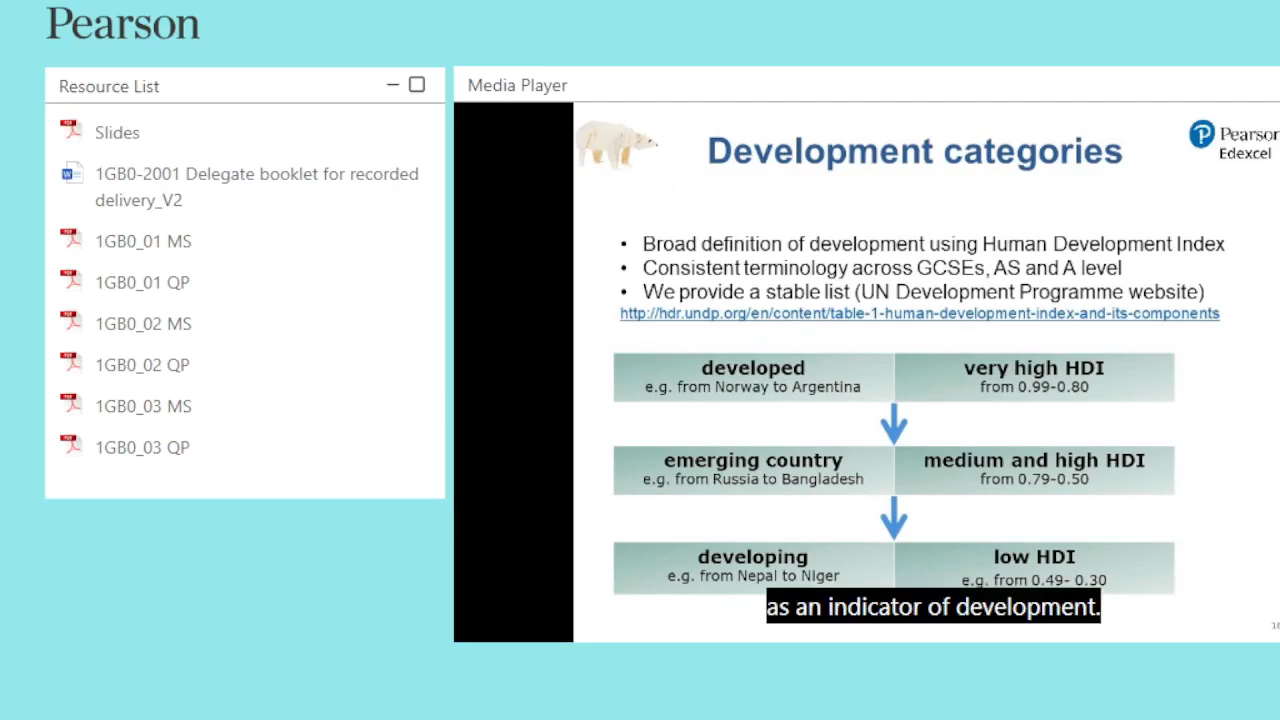 Pearson
Resource List
Slides
1GB0-2001 Delegate booklet for recorded
delivery_V2
1GB0_01 MS
1GB0_01 QP
1GB0_02 MS
1GB0_02 QP
1GB0_03 MS
1GB0_03 QP
Media Player
Development categories
Pearson
Edexcel
• Broad definition of development using Human Development Index
• Consistent terminology across GCSEs, AS and A level
• We provide a stable list (UN Development Programme website)
http://hdr.undp.org/en/content/table-1-human-development-index-and-its-components
developed
e.g. from Norway to Argentina
very high HDI
from 0.99-0.80
emerging country
e.g. from Russia to Bangladesh
medium and high HDI
from 0.79-0.50
developing
e.g. from Nepal to Niger
low HDI
e.g. from 0.49- 0.30
as an indicator of development.